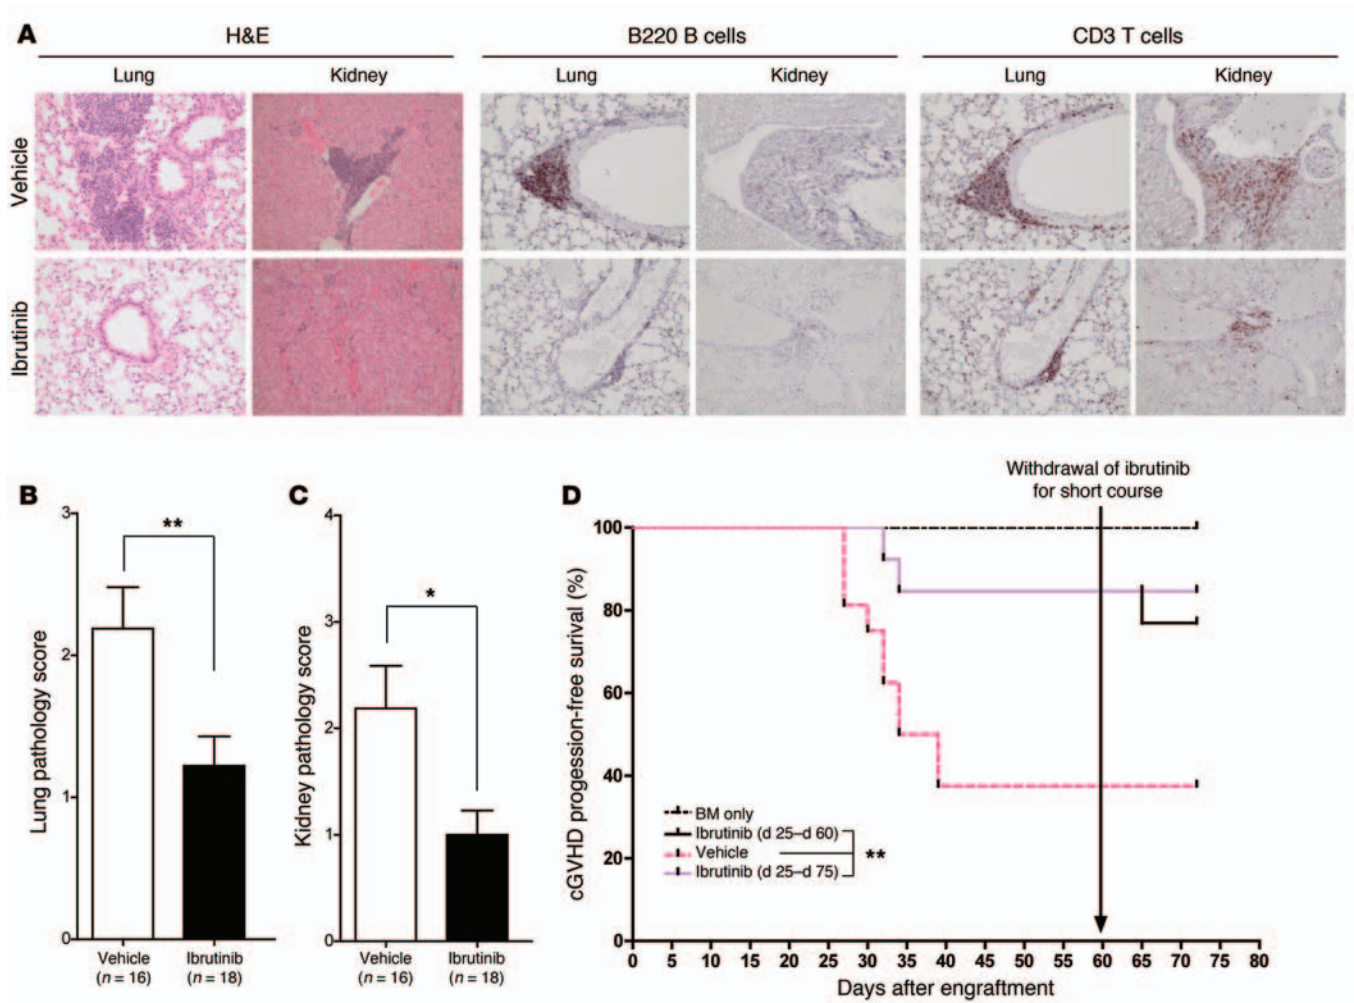 A
H&E
B220 B cells
CD3 T cells
Lung
Kidney
Lung
Kidney
Lung
Kidney
Vehicle
Ibrutinib
B
Lung pathology score
3
2
1
0
**
Vehicle
(n = 16)
Ibrutinib
(n = 18)
C
Kidney pathology score
4
3
2
1
0
*
Vehicle
(n = 16)
Ibrutinib
(n = 18)
D
Withdrawal of ibrutinib
for short course
cGVHD progession-free surival (%)
100
80
60
40
20
0
BM only
Ibrutinib (d 25–d 60)
Vehicle
Ibrutinib (d 25–d 75)
**
0 5 10 15 20 25 30 35 40 45 50 55 60 65 70 75 80
Days after engraftment